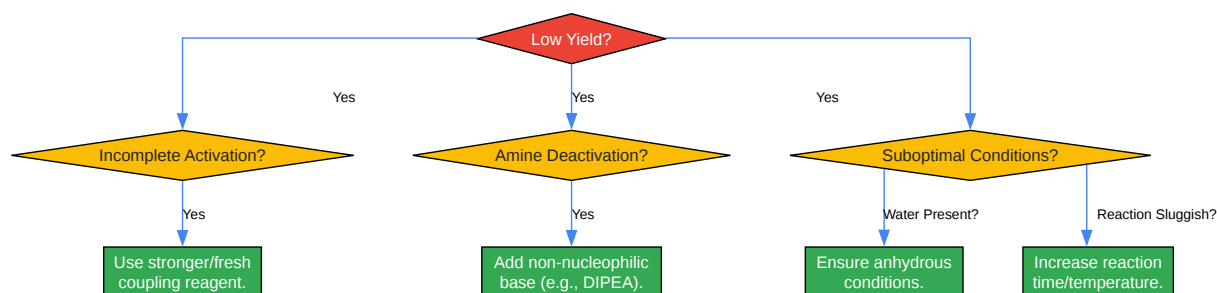 Low Yield?
Yes
Yes
Yes
Incomplete Activation?
Amine Deactivation?
Suboptimal Conditions?
Yes
Yes
Water Present?
Reaction Sluggish?
Use stronger/fresh
coupling reagent.
Add non-nucleophilic
base (e.g., DIPEA).
Ensure anhydrous
conditions.
Increase reaction
time/temperature.